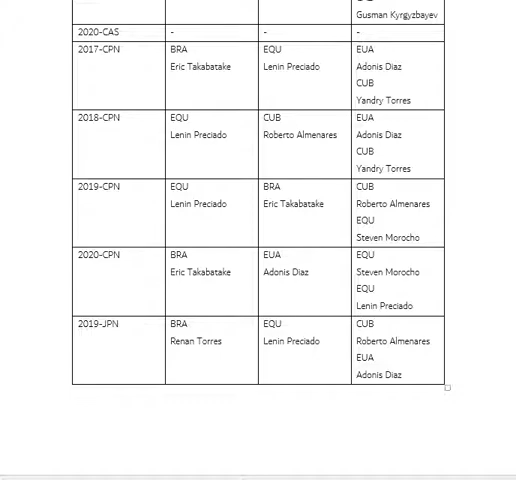 Gusman Kyrgyzbayev
2020-CAS - - -
2017-CPN BRA EQU EUA
Eric Takabatake Lenin Preciado Adonis Diaz
CUB
Yandry Torres
2018-CPN EQU CUB EUA
Lenin Preciado Roberto Almenares Adonis Diaz
CUB
Yandry Torres
2019-CPN EQU BRA CUB
Lenin Preciado Eric Takabatake Roberto Almenares
EQU
Steven Morocho
2020-CPN BRA EUA EQU
Eric Takabatake Adonis Diaz Steven Morocho
EQU
Lenin Preciado
2019-JPN BRA EQU CUB
Renan Torres Lenin Preciado Roberto Almenares
EUA
Adonis Diaz